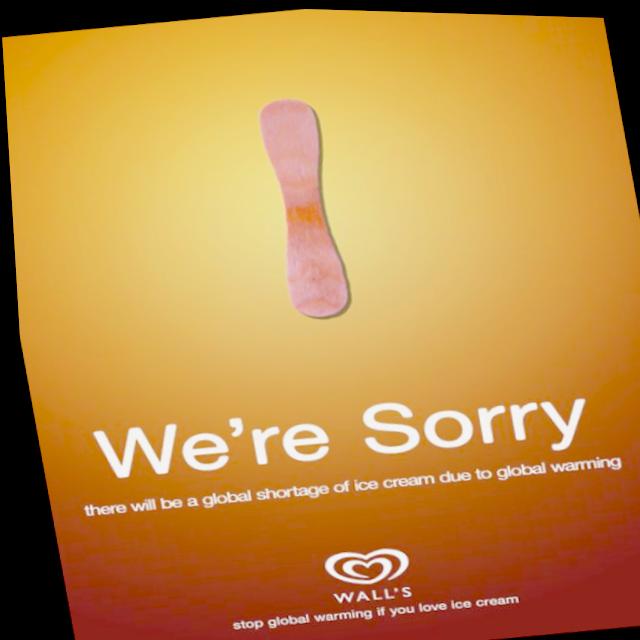 We're Sorry
there will be a global shortage of ice cream due to global warming
WALL'S
stop global warming if you love ice cream